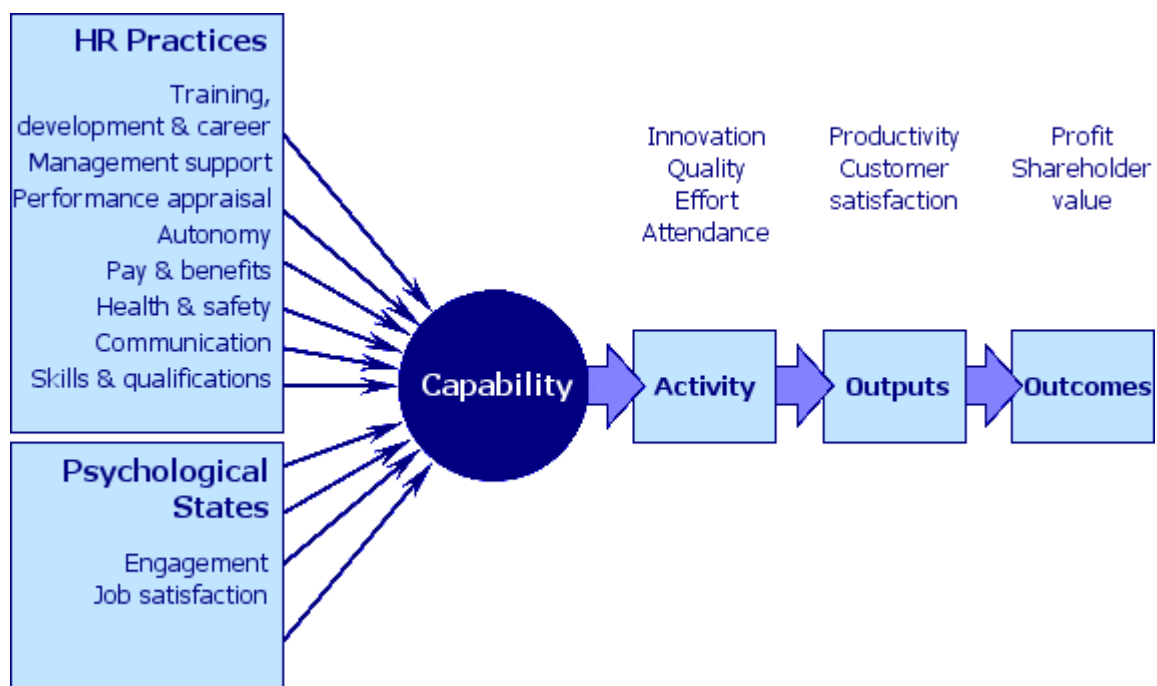 HR Practices
Training,
development & career
Management support
Performance appraisal
Autonomy
Pay & benefits
Health & safety
Communication
Skills & qualifications
Psychological
States
Engagement
Job satisfaction
Capability
Innovation
Quality
Effort
Attendance
Activity
Productivity
Customer
satisfaction
Outputs
Profit
Shareholder
value
Outcomes